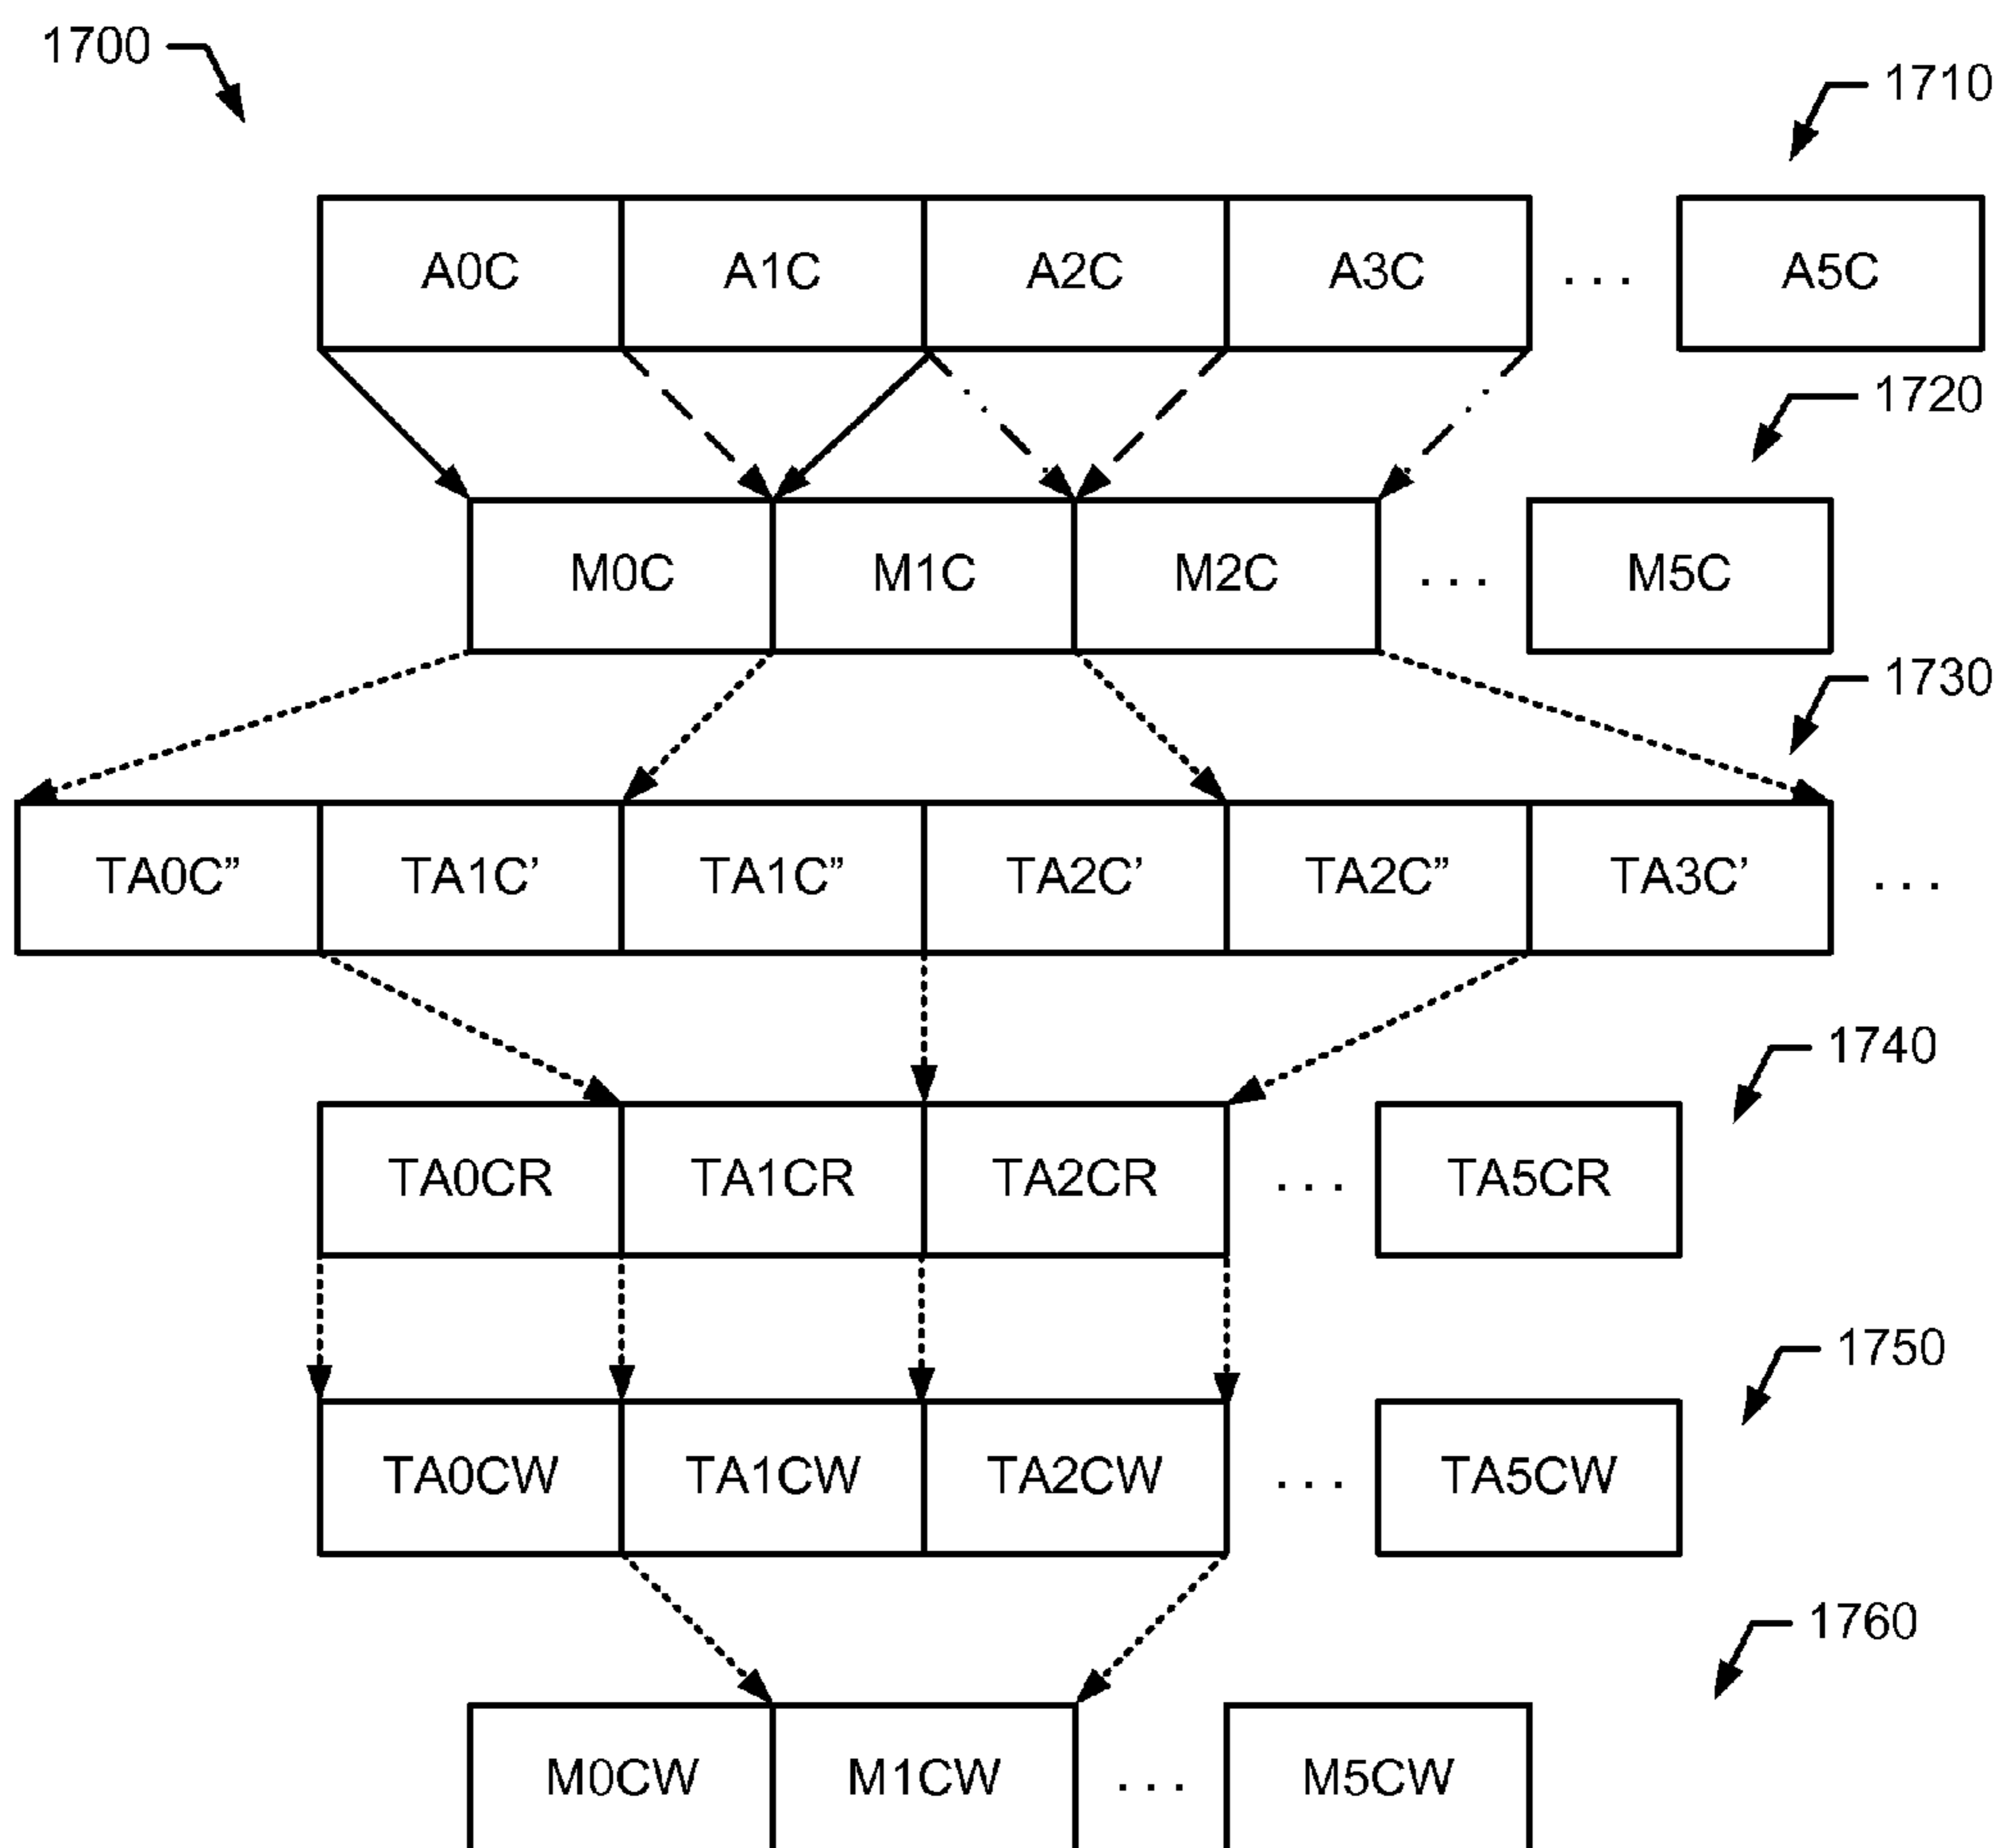 1700
1710
A0C A1C A2C A3C ... A5C
1720
M0C M1C M2C ... M5C
1730
TA0C” TA1C’ TA1C” TA2C’ TA2C” TA3C’ ...
1740
TA0CR TA1CR TA2CR ... TA5CR
1750
TA0CW TA1CW TA2CW ... TA5CW
1760
M0CW M1CW ... M5CW